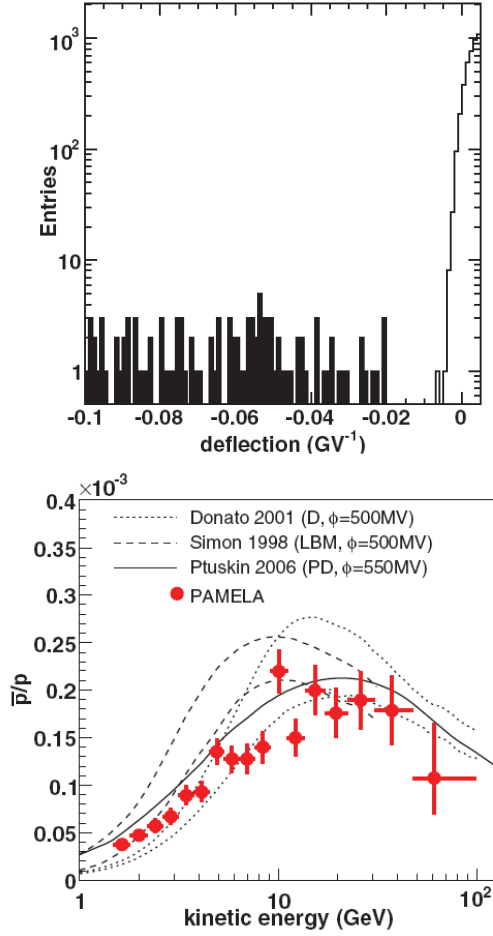 10³
10²
10
1
Entries
-0.1 -0.08 -0.06 -0.04 -0.02 0
deflection (GV⁻¹)
×10⁻³
0.4
0.35
0.3
0.25
0.2
0.15
0.1
0.05
0
p̅/p
Donato 2001 (D, ϕ=500MV)
Simon 1998 (LBM, ϕ=500MV)
Ptuskin 2006 (PD, ϕ=550MV)
PAMELA
1 10 10²
kinetic energy (GeV)